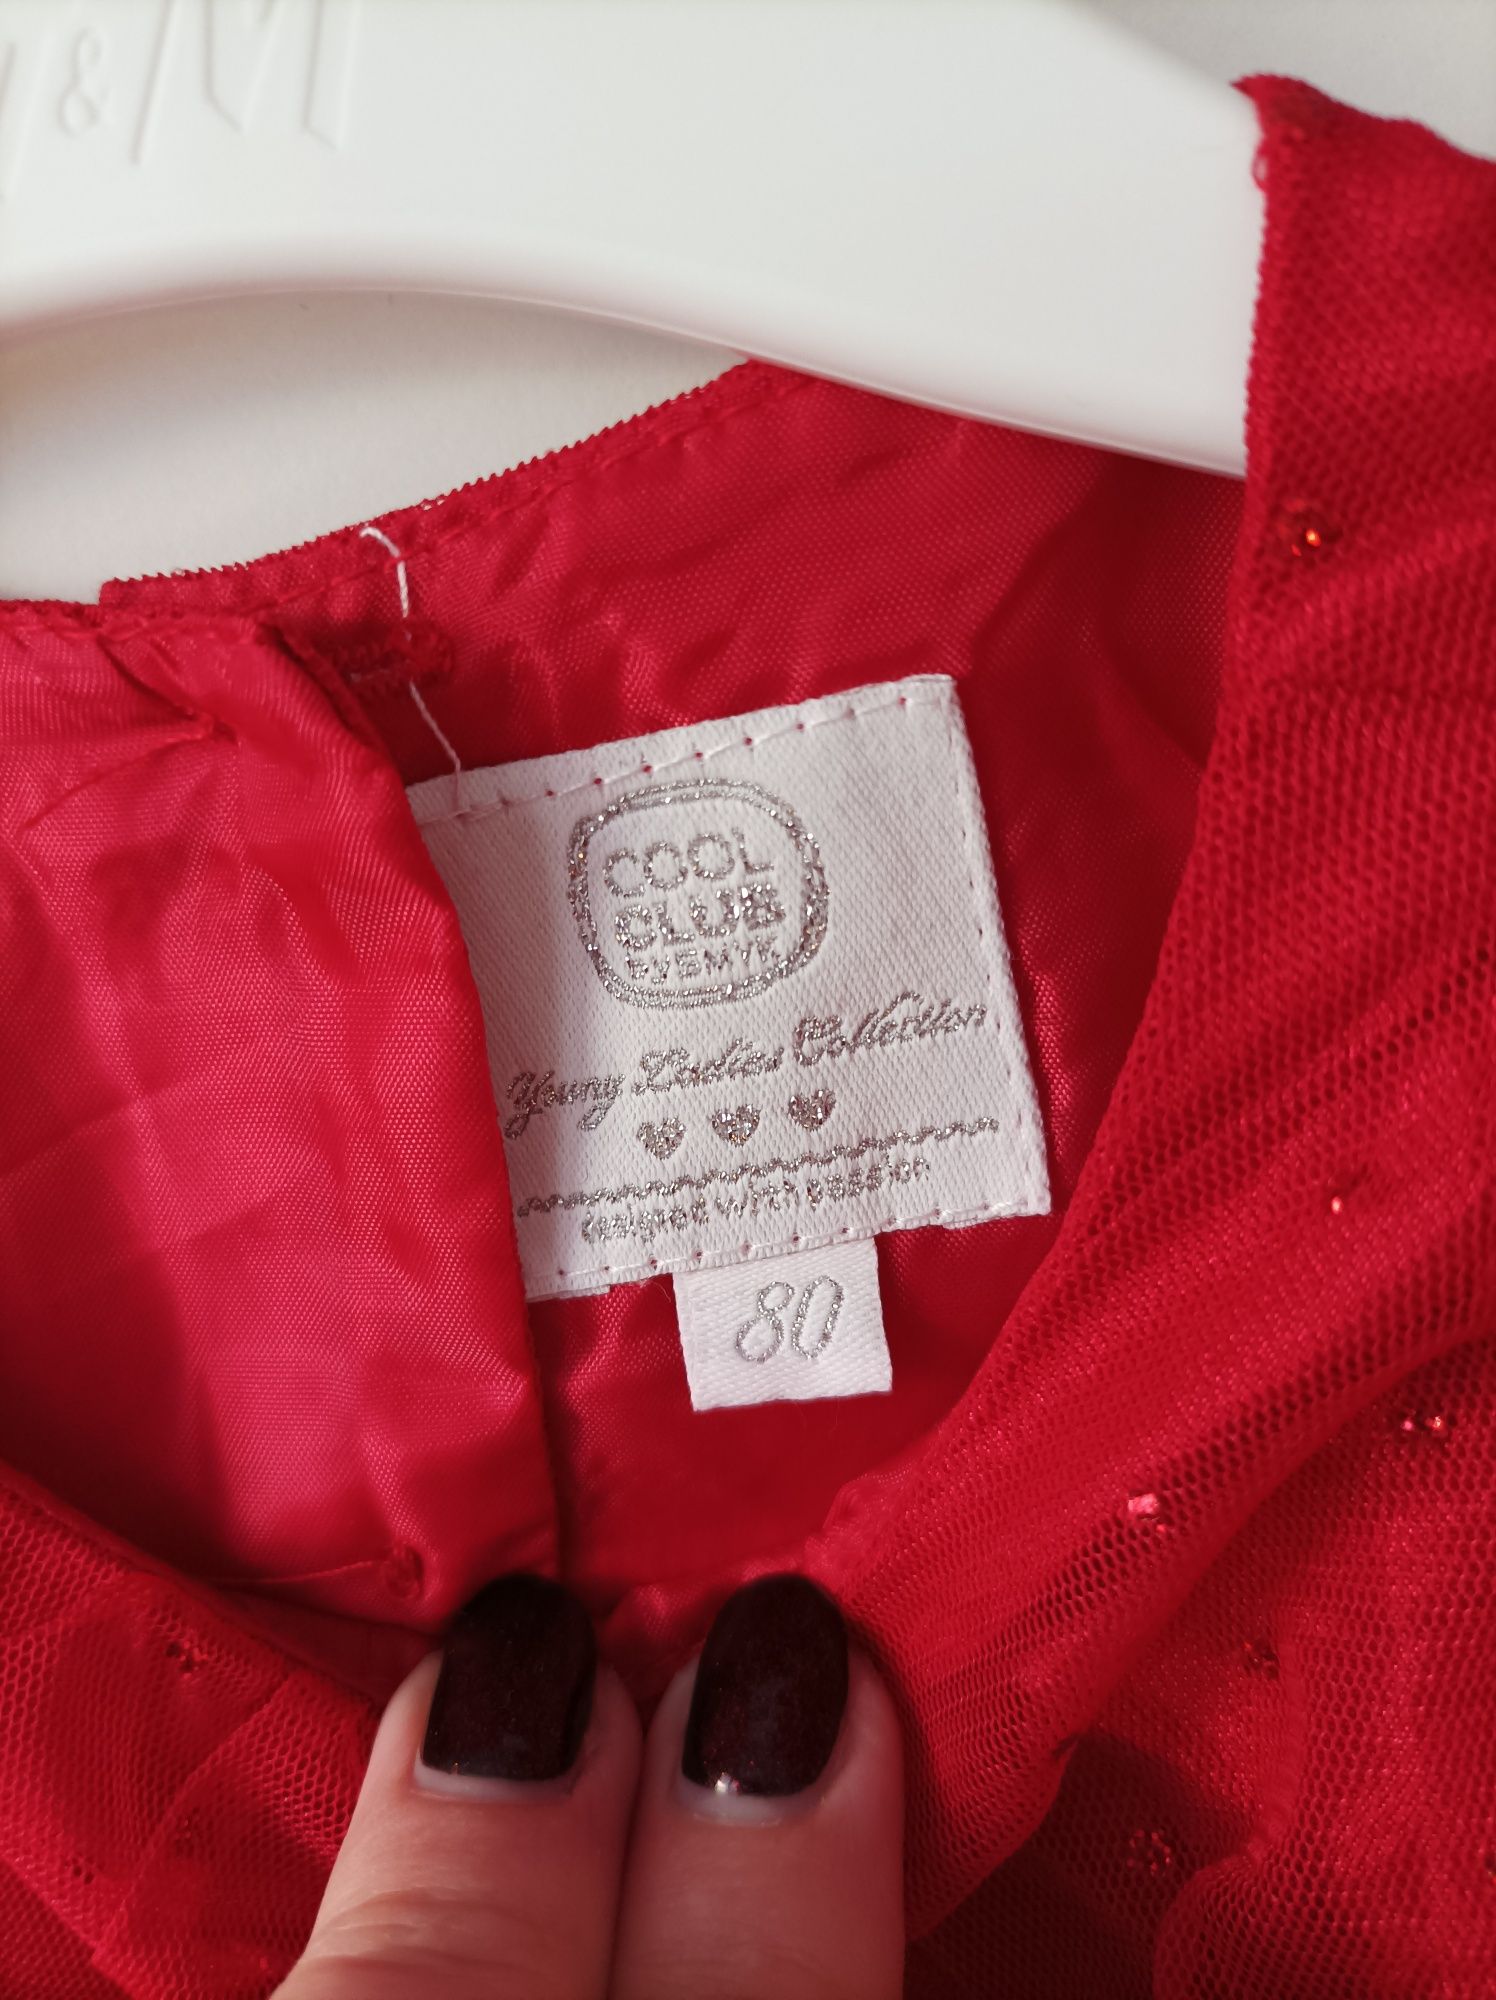 &M
COOL
CLUB
BY SMYK
Young Ladies Collection
designed with passion
80